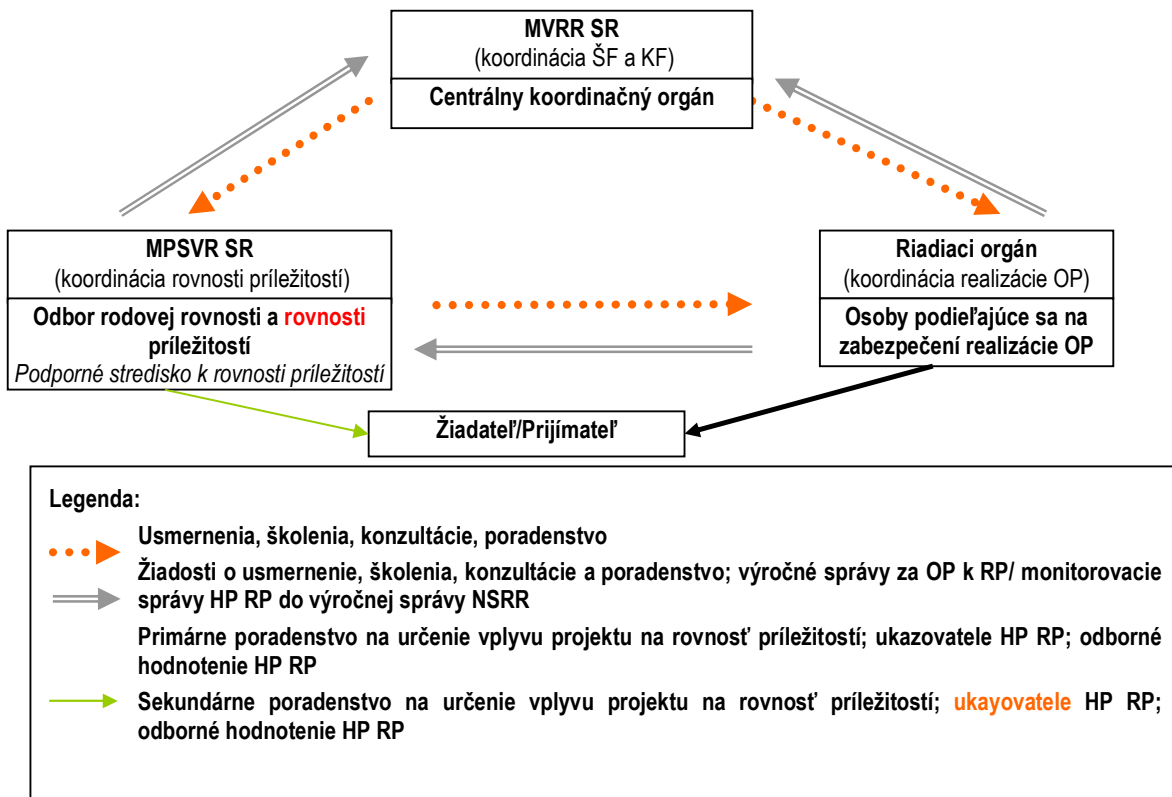 MVRR SR
(koordinácia ŠF a KF)
Centrálny koordinačný orgán
MPSVR SR
(koordinácia rovnosti príležitostí)
Odbor rodovej rovnosti a rovnosti
príležitostí
Podporné stredisko k rovnosti príležitostí
Riadiaci orgán
(koordinácia realizácie OP)
Osoby podieľajúce sa na
zabezpečení realizácie OP
Žiadateľ/Prijímateľ
Legenda:
Usmernenia, školenia, konzultácie, poradenstvo
Žiadosti o usmernenie, školenia, konzultácie a poradenstvo; výročné správy za OP k RP/ monitorovacie
správy HP RP do výročnej správy NSRR
Primárne poradenstvo na určenie vplyvu projektu na rovnosť príležitostí; ukazovatele HP RP; odborné
hodnotenie HP RP
Sekundárne poradenstvo na určenie vplyvu projektu na rovnosť príležitostí; ukayovatele HP RP;
odborné hodnotenie HP RP